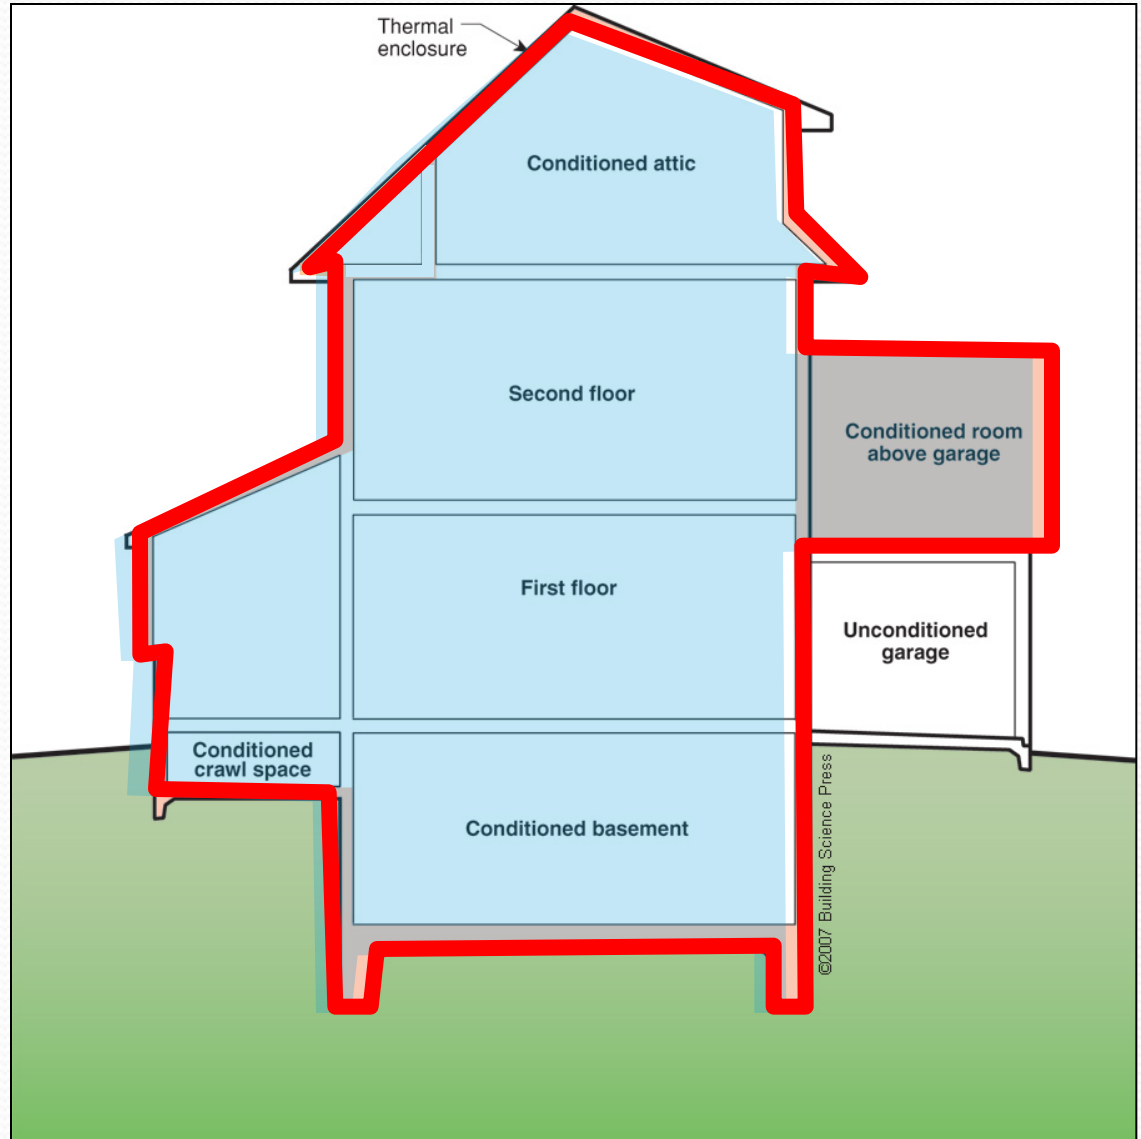 Thermal
enclosure
Conditioned attic
Second floor
Conditioned room
above garage
First floor
Unconditioned
garage
Conditioned
crawl space
Conditioned basement
©2007 Building Science Press